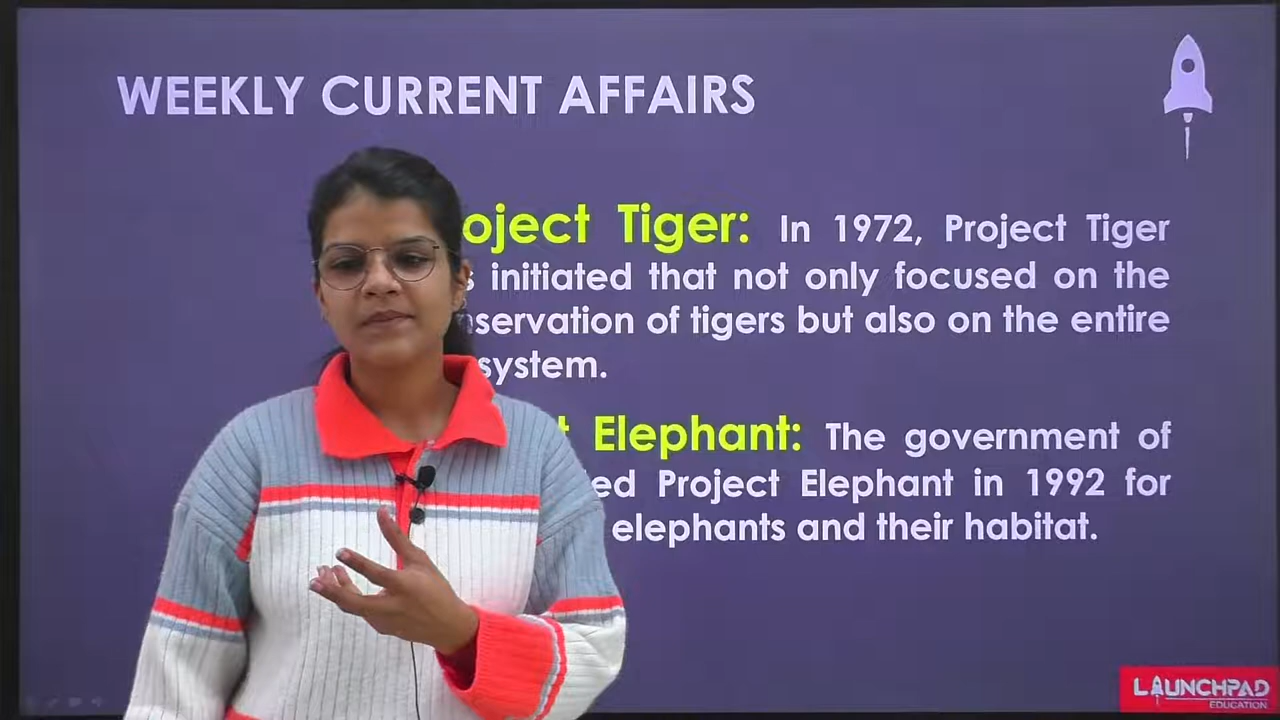 WEEKLY CURRENT AFFAIRS
oject Tiger: In 1972, Project Tiger
initiated that not only focused on the
nservation of tigers but also on the entire
system.
Elephant: The government of
ed Project Elephant in 1992 for
elephants and their habitat.
LAUNCHPAD
EDUCATION